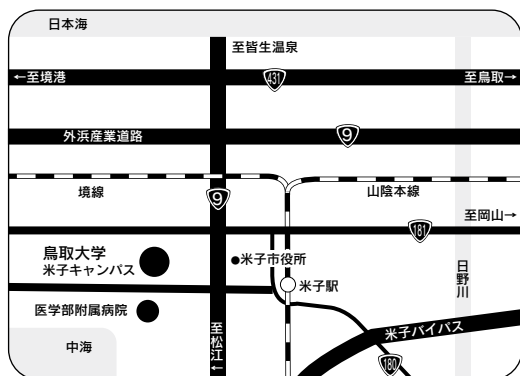 日本海
至皆生温泉
←至境港
431
至鳥取→
外浜産業道路
9
境線
9
山陰本線
至岡山→
181
鳥取大学
米子キャンパス
●米子市役所
日野川
米子駅
医学部附属病院
至松江←
米子バイパス
中海
180